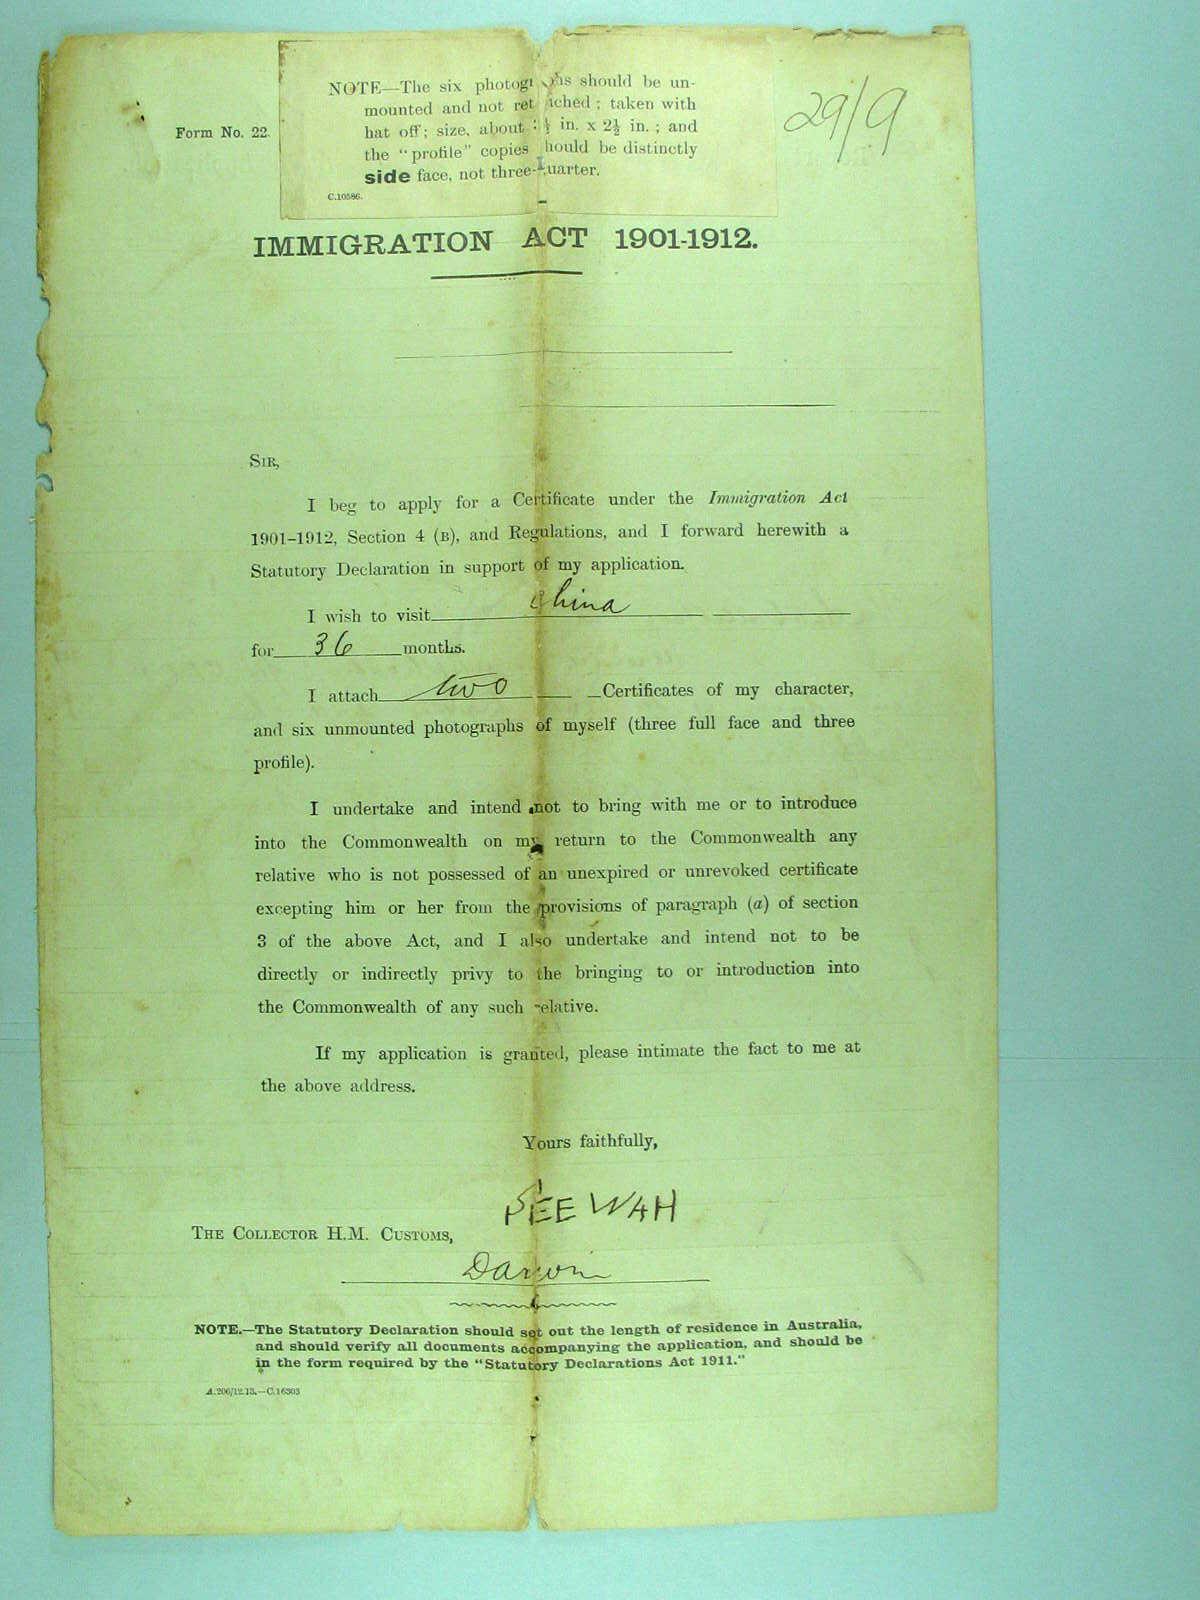 29/9
Form No. 22.
NOTE—The six photographs should be un-
mounted and not retouched; taken with
hat off; size, about in. x 2½ in.; and
the "profile" copies should be distinctly
side face, not three-quarter.
C.10586.
IMMIGRATION ACT 1901-1912.
SIR,
I beg to apply for a Certificate under the Immigration Act
1901-1912, Section 4 (B), and Regulations, and I forward herewith a
Statutory Declaration in support of my application.
I wish to visit China
for 36 months.
I attach two Certificates of my character,
and six unmounted photographs of myself (three full face and three
profile).
I undertake and intend not to bring with me or to introduce
into the Commonwealth on my return to the Commonwealth any
relative who is not possessed of an unexpired or unrevoked certificate
excepting him or her from the provisions of paragraph (a) of section
3 of the above Act, and I also undertake and intend not to be
directly or indirectly privy to the bringing to or introduction into
the Commonwealth of any such relative.
If my application is granted, please intimate the fact to me at
the above address.
Yours faithfully,
SEE WAH
THE COLLECTOR H.M. CUSTOMS,
Darwin
NOTE.—The Statutory Declaration should set out the length of residence in Australia,
and should verify all documents accompanying the application, and should be
in the form required by the "Statutory Declarations Act 1911."
A.206/12.13.—C.16303